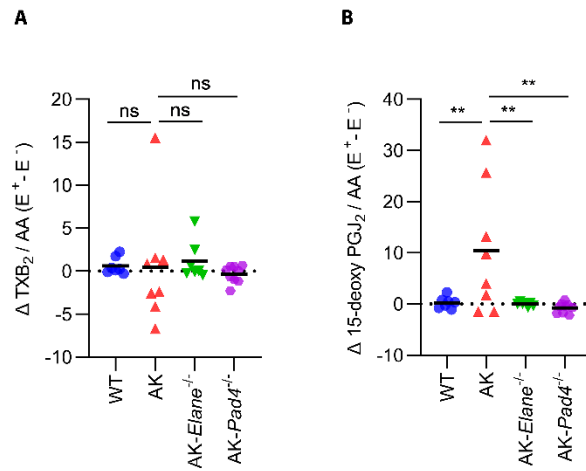 A
Δ TXB₂ / AA (E⁺- E⁻)
20
15
10
5
0
-5
-10
ns
ns
ns
WT
AK
AK-Elane⁻/⁻
AK-Pad4⁻/⁻
B
Δ 15-deoxy PGJ₂ / AA (E⁺- E⁻)
40
30
20
10
0
-10
**
**
**
WT
AK
AK-Elane⁻/⁻
AK-Pad4⁻/⁻